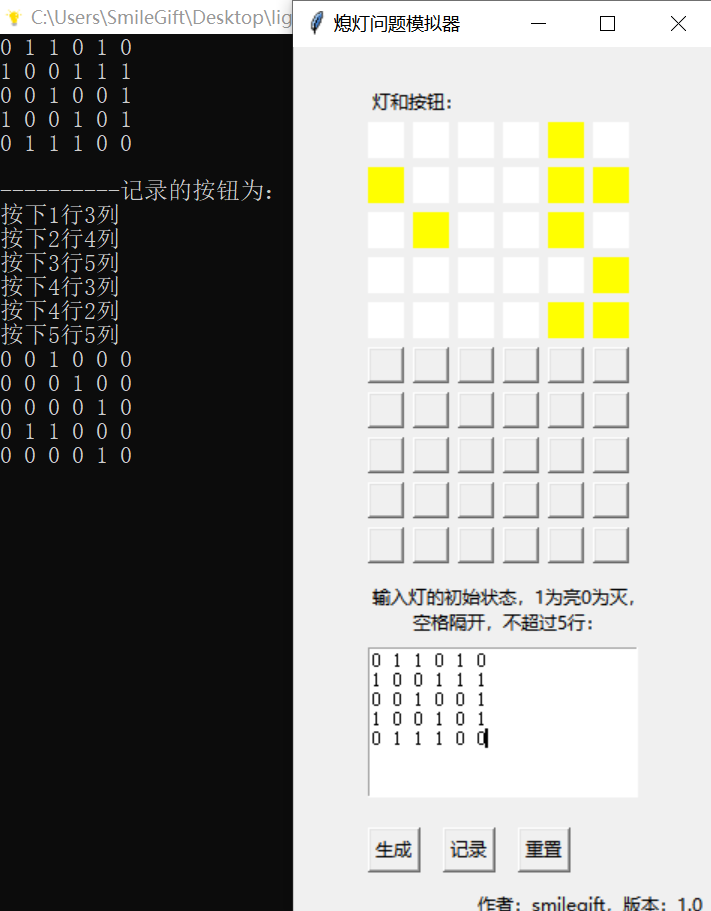 C:\Users\SmileGift\Desktop\lig
0 1 1 0 1 0
1 0 0 1 1 1
0 0 1 0 0 1
1 0 0 1 0 1
0 1 1 1 0 0
----------记录的按钮为：
按下1行3列
按下2行4列
按下3行5列
按下4行3列
按下4行2列
按下5行5列
0 0 1 0 0 0
0 0 0 1 0 0
0 0 0 0 1 0
0 1 1 0 0 0
0 0 0 0 1 0
熄灯问题模拟器
灯和按钮：
输入灯的初始状态，1为亮0为灭，
空格隔开，不超过5行：
0 1 1 0 1 0
1 0 0 1 1 1
0 0 1 0 0 1
1 0 0 1 0 1
0 1 1 1 0 0
生成 记录 重置
作者：smilegift，版本：1.0